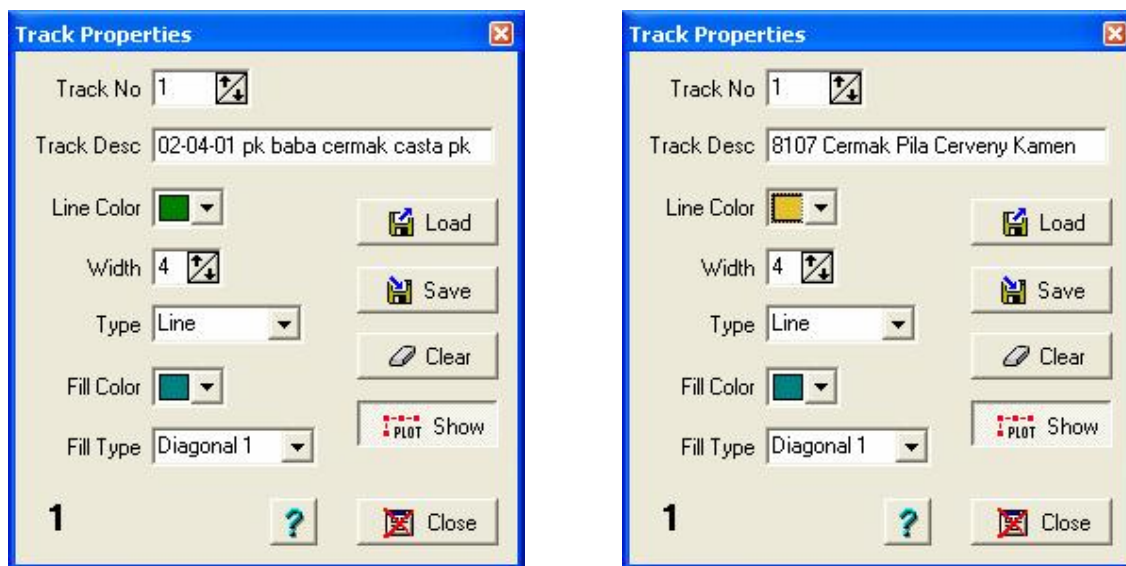 Track Properties
Track No 1
Track Desc 02-04-01 pk baba cermak casta pk
Line Color
Load
Width 4
Save
Type Line
Clear
Fill Color
PLOT Show
Fill Type Diagonal 1
1 ? Close
Track Properties
Track No 1
Track Desc 8107 Cermak Pila Cerveny Kamen
Line Color
Load
Width 4
Save
Type Line
Clear
Fill Color
PLOT Show
Fill Type Diagonal 1
1 ? Close